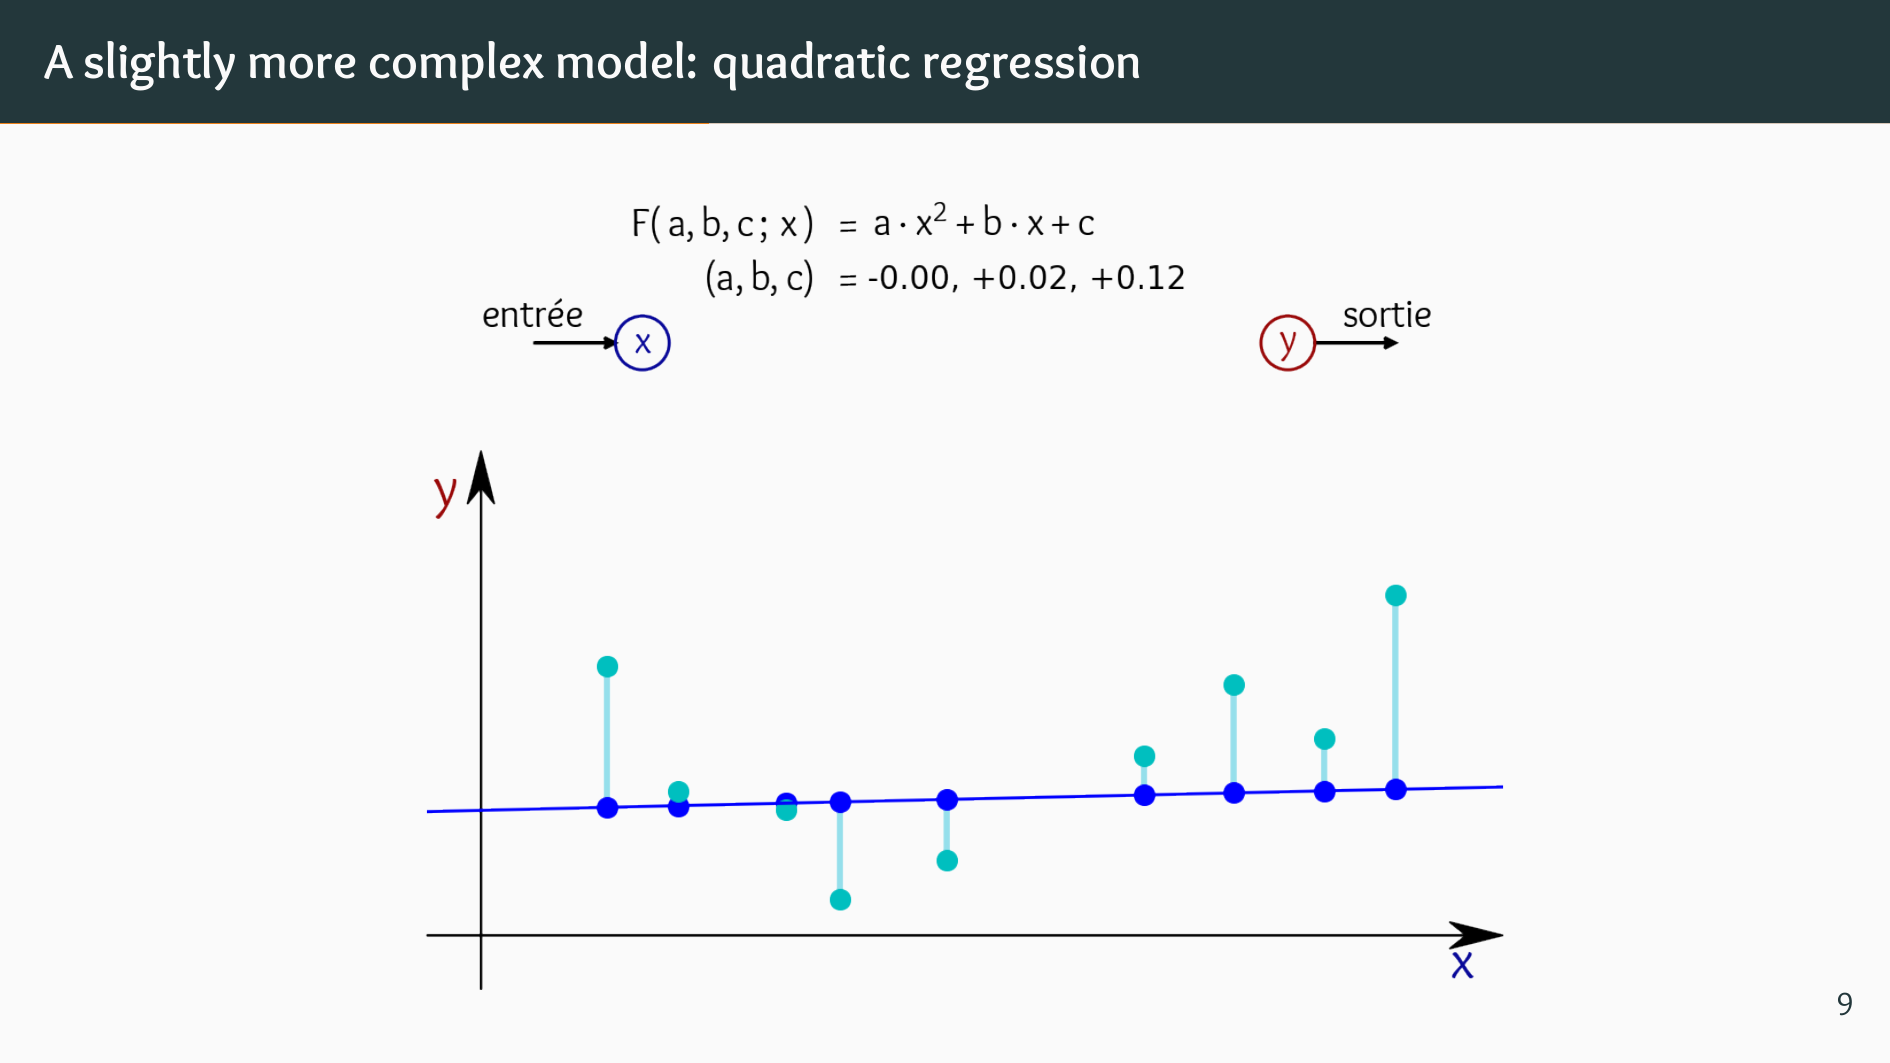 A slightly more complex model: quadratic regression
F(a, b, c; x) = a · x² + b · x + c
(a, b, c) = -0.00, +0.02, +0.12
entrée
x
y
sortie
y
x
9